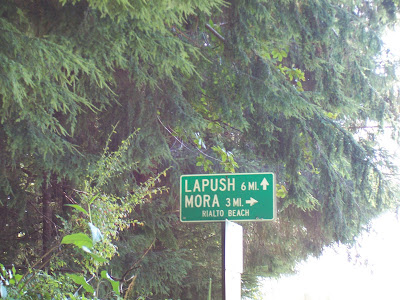 LAPUSH 6 MI. ↑
MORA 3 MI. →
RIALTO BEACH